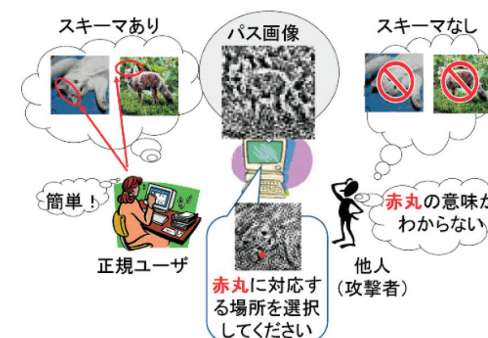 スキーマあり
パス画像
スキーマなし
簡単!
正規ユーザ
赤丸に対応す
る場所を選択
してください
赤丸の意味が
わからない
他人
(攻撃者)